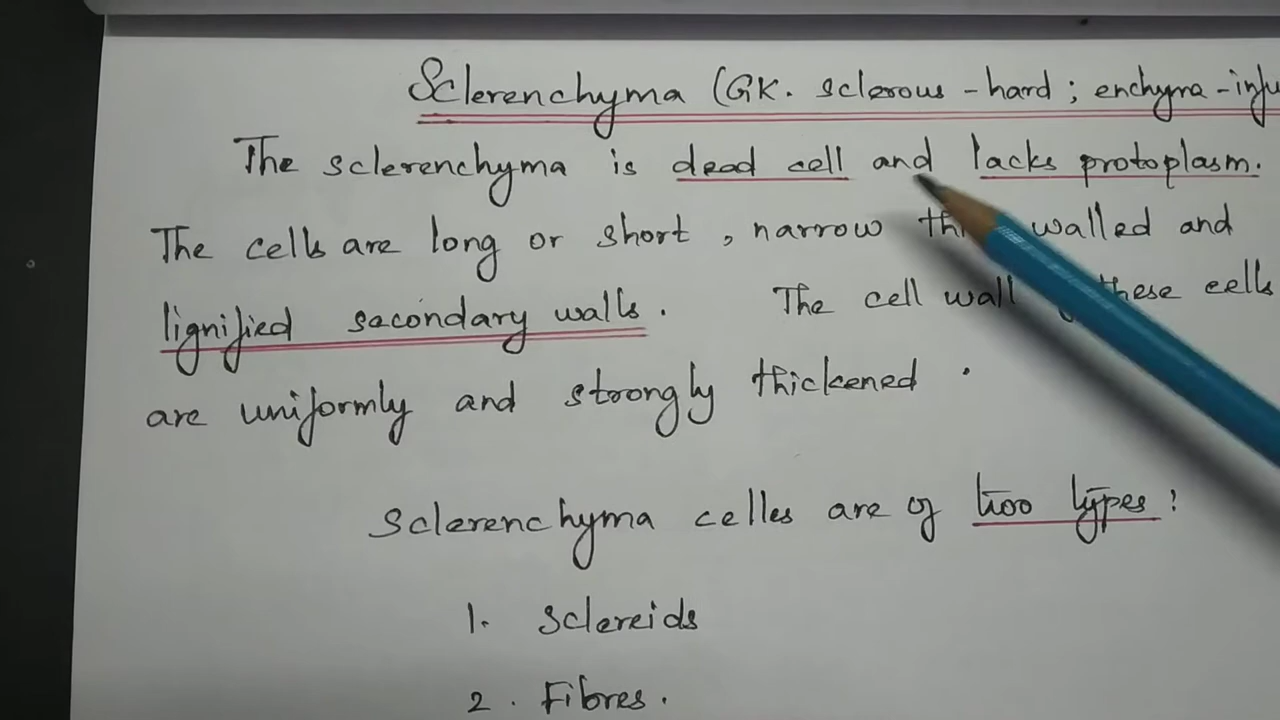 Sclerenchyma (GK. sclerous - hard ; enchyma - infu
The sclerenchyma is dead cell and lacks protoplasm.
The cells are long or short , narrow walled and
lignified secondary walls . The cell wall these cells
are uniformly and strongly thickened .
Sclerenchyma celles are of two types :
1. Sclereids
2 . Fibres .